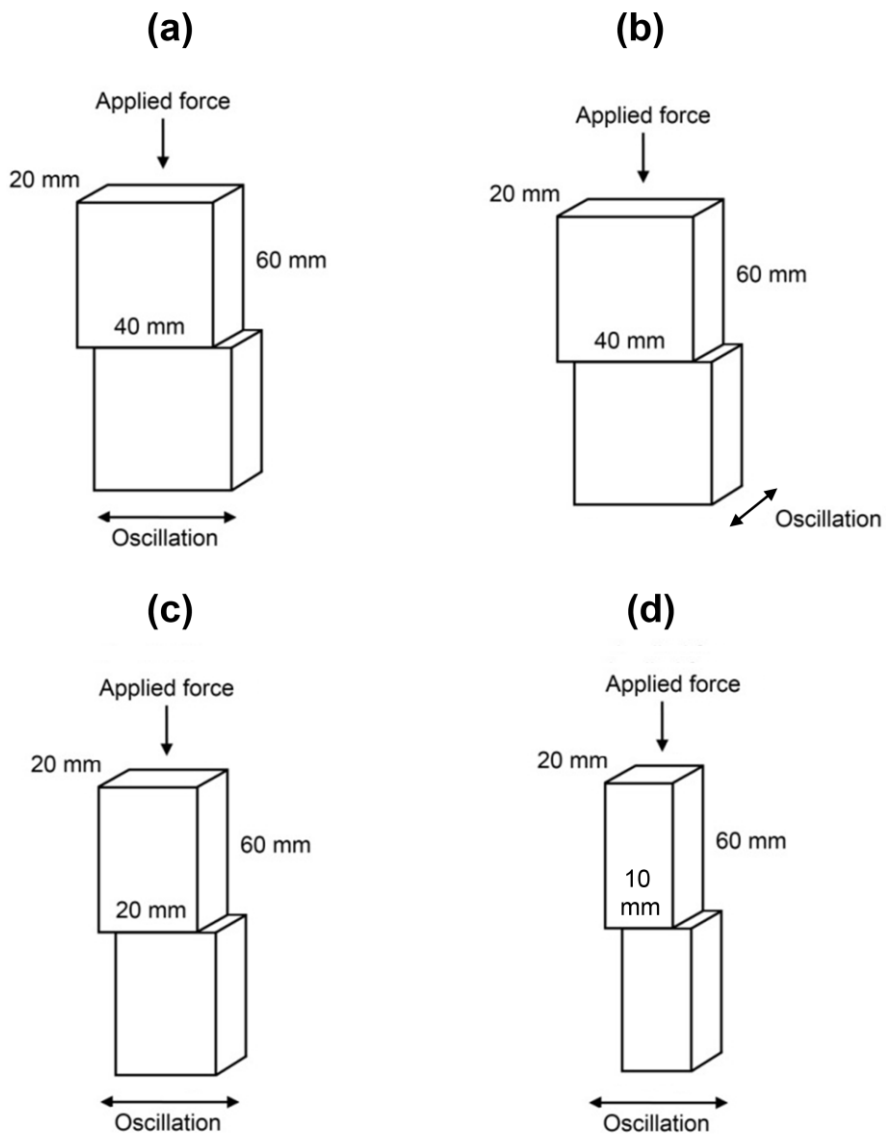 (a)
Applied force
20 mm
60 mm
40 mm
Oscillation
(b)
Applied force
20 mm
60 mm
40 mm
Oscillation
(c)
Applied force
20 mm
60 mm
20 mm
Oscillation
(d)
Applied force
20 mm
60 mm
10
mm
Oscillation